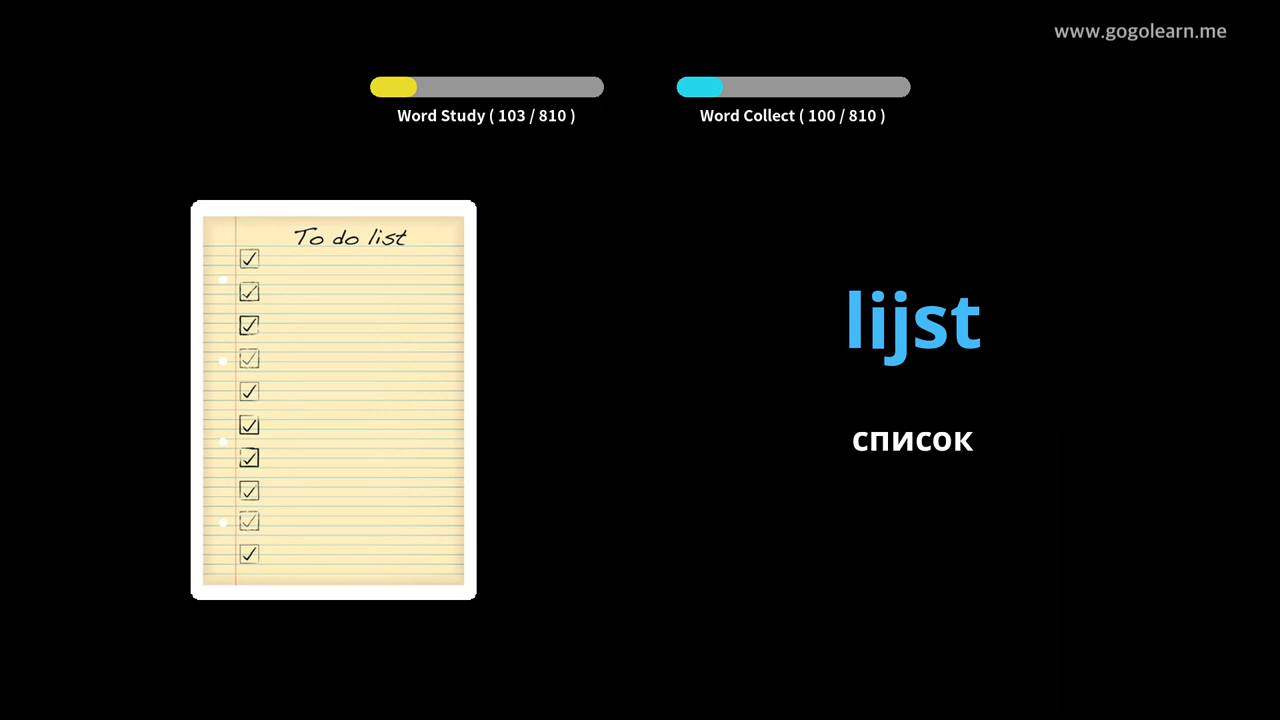 www.gogolearn.me
Word Study ( 103 / 810 )
Word Collect ( 100 / 810 )
To do list
lijst
список